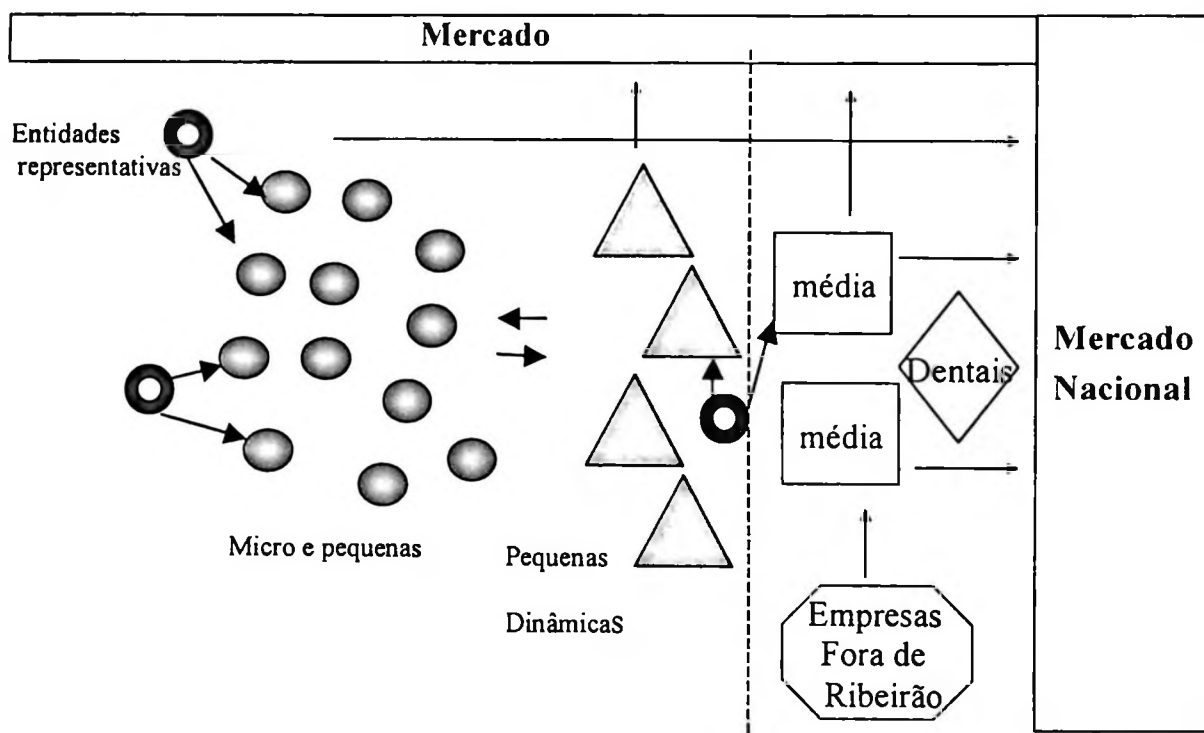 Mercado
Entidades
representativas
média
Mercado
Nacional
Dentais
média
Micro e pequenas
Pequenas
DinâmicaS
Empresas
Fora de
Ribeirão